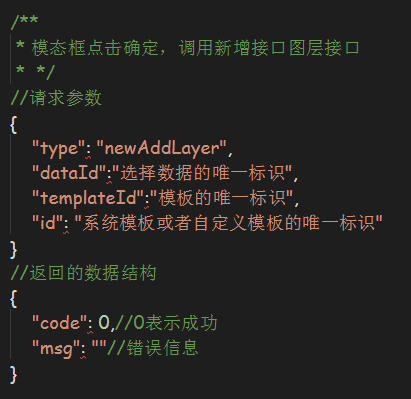 /**
* 模态框点击确定，调用新增接口图层接口
* */
//请求参数
{
"type": "newAddLayer",
"dataId":"选择数据的唯一标识",
"templateId":"模板的唯一标识",
"id": "系统模板或者自定义模板的唯一标识"
}
//返回的数据结构
{
"code": 0,//0表示成功
"msg": ""//错误信息
}